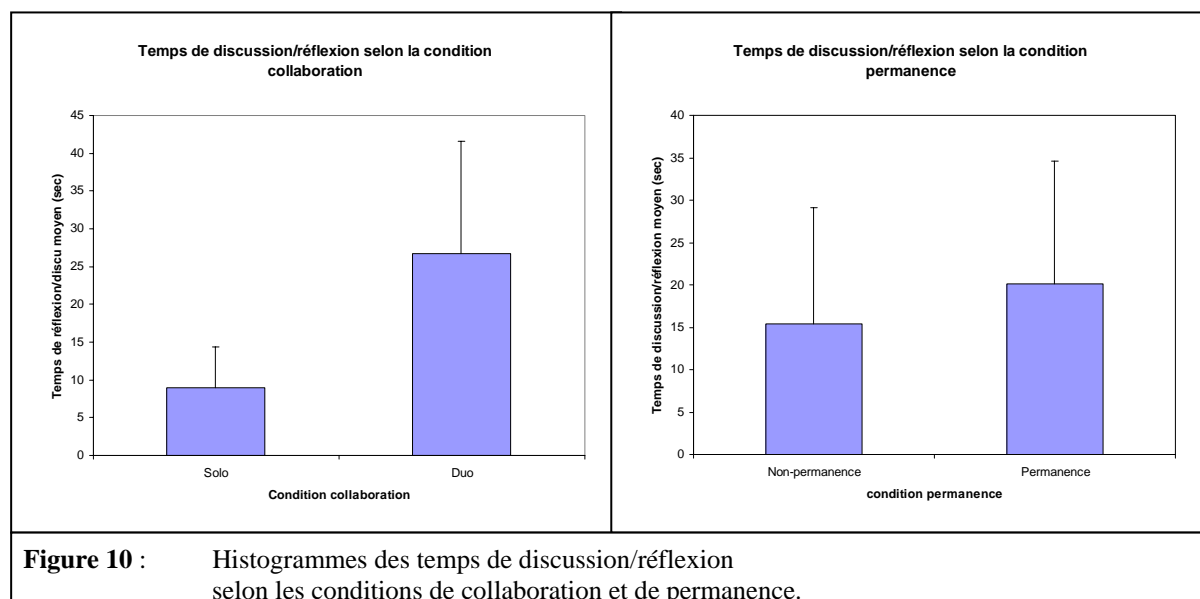 Temps de discussion/réflexion selon la condition
collaboration
45
40
35
30
25
20
15
10
5
0
Temps de réflexion/discu moyen (sec)
Solo
Duo
Condition collaboration
Temps de discussion/réflexion selon la condition
permanence
40
35
30
25
20
15
10
5
0
Temps de discussion/réflexion moyen (sec)
Non-permanence
Permanence
condition permanence
Figure 10 : Histogrammes des temps de discussion/réflexion
selon les conditions de collaboration et de permanence.